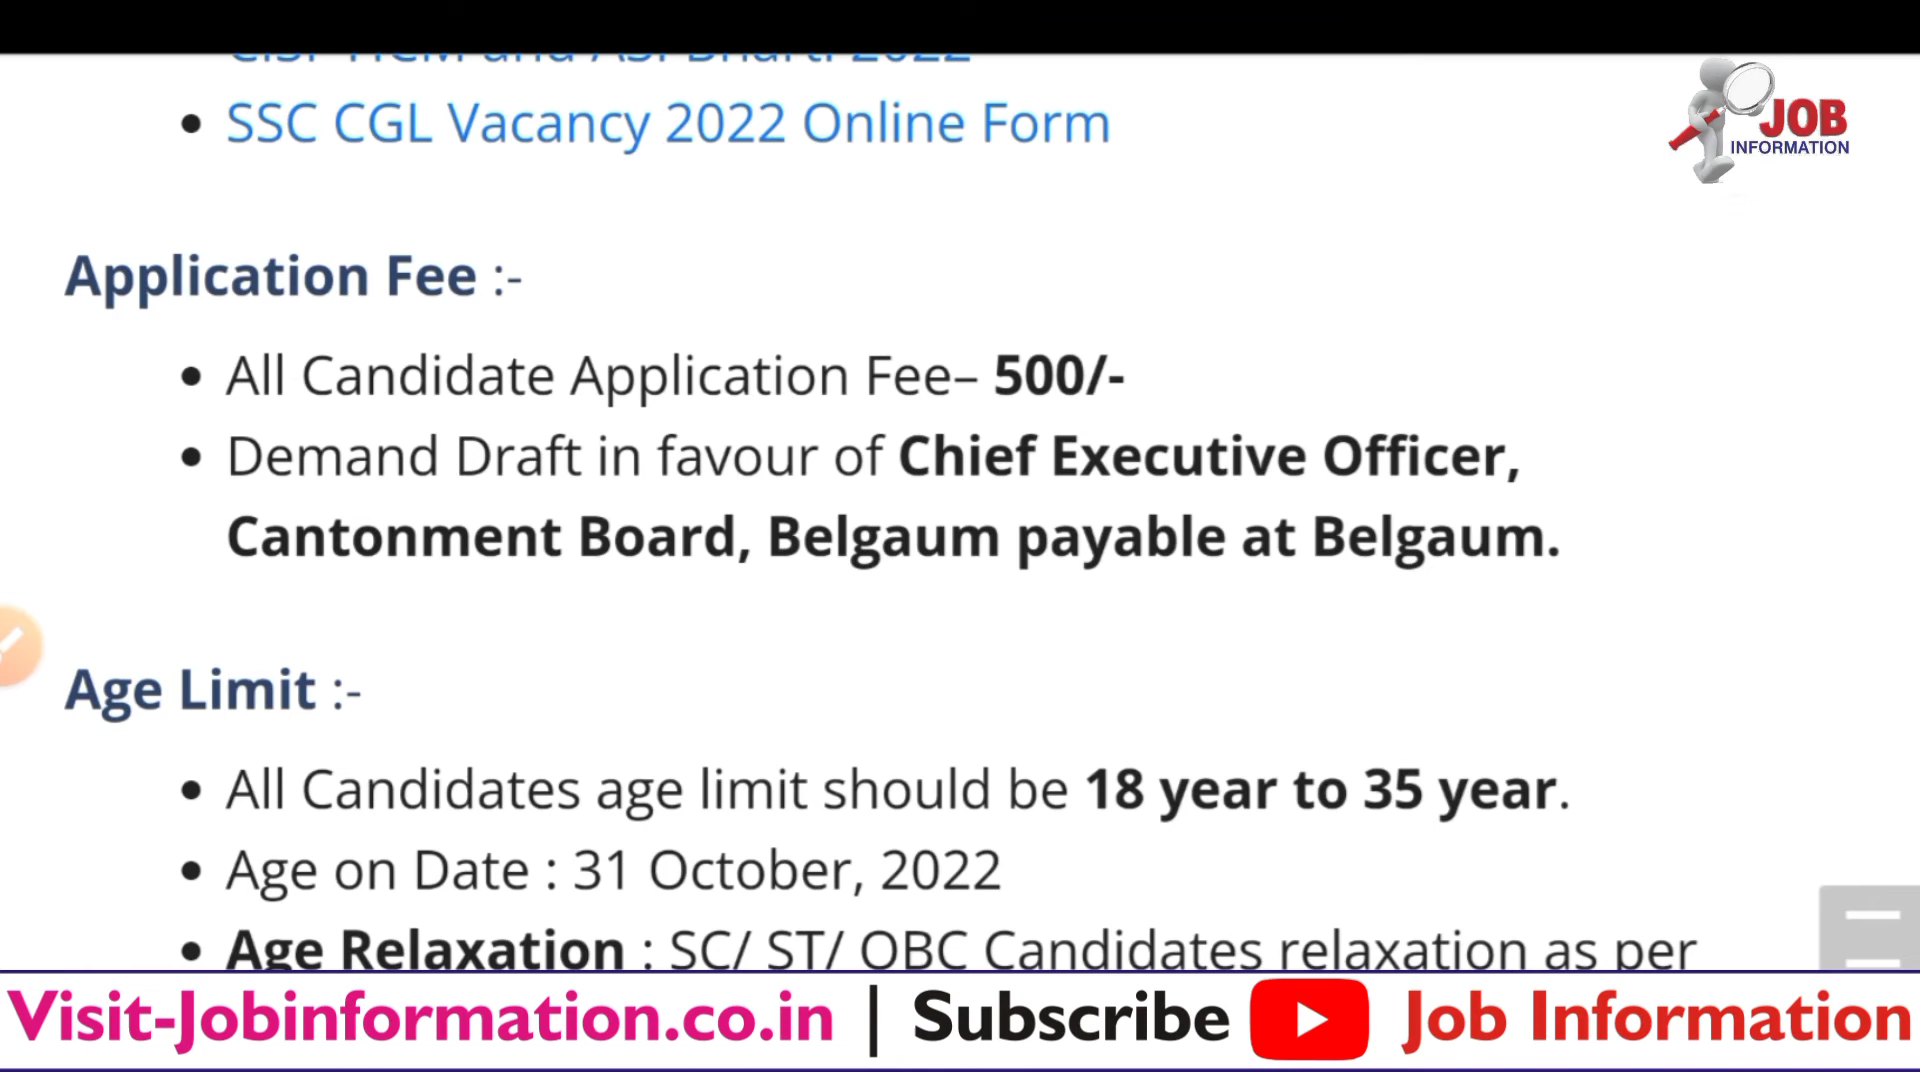 SSC CGL Vacancy 2022 Online Form
JOB
INFORMATION
Application Fee :-
All Candidate Application Fee– 500/-
Demand Draft in favour of Chief Executive Officer,
Cantonment Board, Belgaum payable at Belgaum.
Age Limit :-
All Candidates age limit should be 18 year to 35 year.
Age on Date : 31 October, 2022
Age Relaxation : SC/ ST/ OBC Candidates relaxation as per
Visit-Jobinformation.co.in | Subscribe Job Information